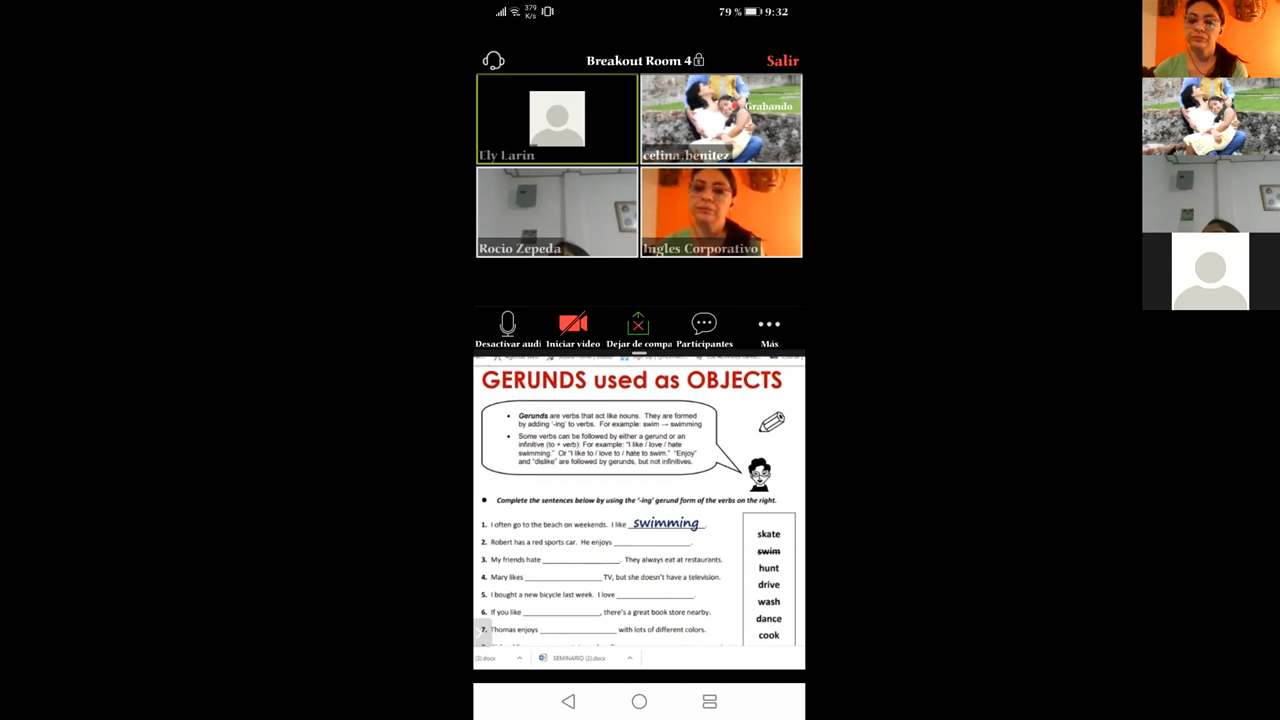 379 K/s
79 % 9:32
Breakout Room 4
Salir
Grabando
Ely Larin
celina.benitez
Rocio Zepeda
Ingles Corporativo
Desactivar audi
Iniciar video
Dejar de compa
Participantes
Más
GERUNDS used as OBJECTS
• Gerunds are verbs that act like nouns. They are formed
by adding '-ing' to verbs. For example: swim → swimming
• Some verbs can be followed by either a gerund or an
infinitive (to + verb): For example: "I like / love / hate
swimming." Or "I like to / love to / hate to swim." "Enjoy"
and "dislike" are followed by gerunds, but not infinitives.
• Complete the sentences below by using the '-ing' gerund form of the verbs on the right.
1. I often go to the beach on weekends. I like swimming.
2. Robert has a red sports car. He enjoys ________________.
3. My friends hate ________________. They always eat at restaurants.
4. Mary likes ________________ TV, but she doesn't have a television.
5. I bought a new bicycle last week. I love ________________.
6. If you like ________________, there's a great book store nearby.
7. Thomas enjoys ________________ with lots of different colors.
skate
swim
hunt
drive
wash
dance
cook
(3).docx
SEMINARIO (2).docx